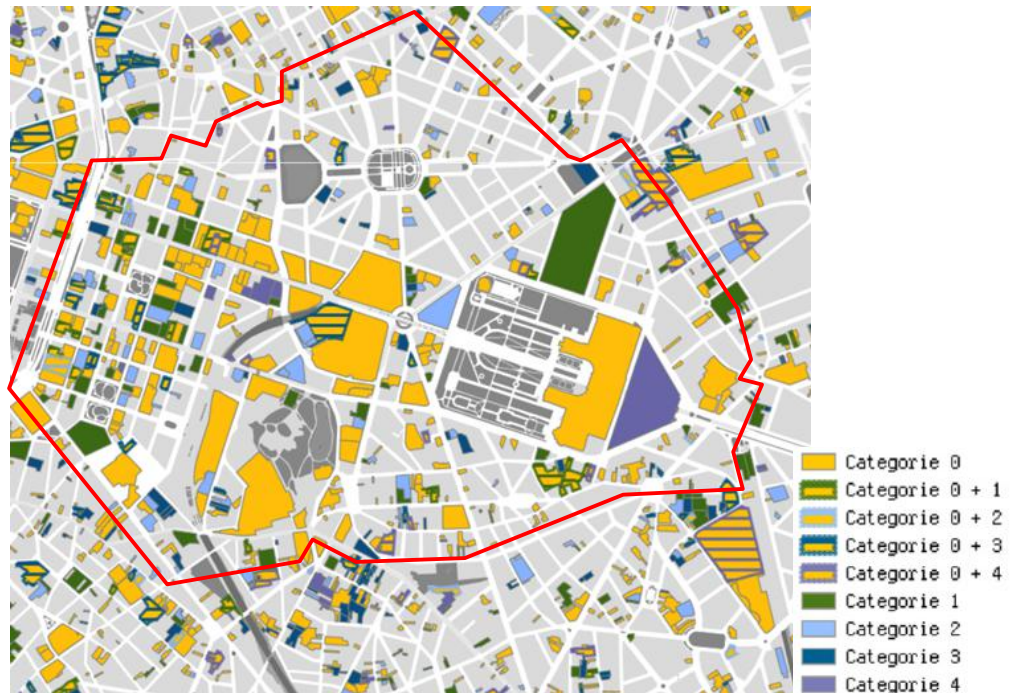 Categorie 0
Categorie 0 + 1
Categorie 0 + 2
Categorie 0 + 3
Categorie 0 + 4
Categorie 1
Categorie 2
Categorie 3
Categorie 4